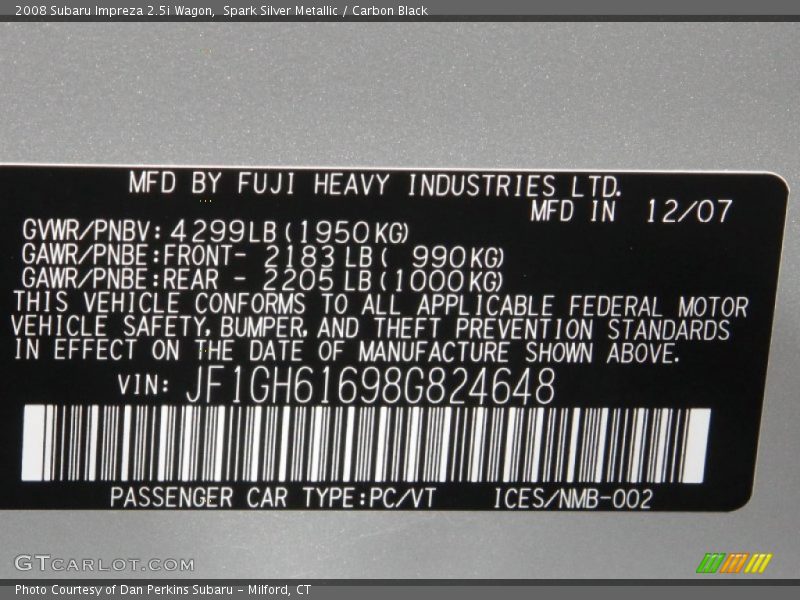 2008 Subaru Impreza 2.5i Wagon,  Spark Silver Metallic / Carbon Black
MFD BY FUJI HEAVY INDUSTRIES LTD.
MFD IN 12/07
GVWR/PNBV: 4299LB (1950KG)
GAWR/PNBE:FRONT- 2183 LB ( 990KG)
GAWR/PNBE:REAR - 2205 LB (1000KG)
THIS VEHICLE CONFORMS TO ALL APPLICABLE FEDERAL MOTOR
VEHICLE SAFETY, BUMPER, AND THEFT PREVENTION STANDARDS
IN EFFECT ON THE DATE OF MANUFACTURE SHOWN ABOVE.
VIN: JF1GH61698G824648
PASSENGER CAR TYPE:PC/VT ICES/NMB-002
GTCARLOT.COM
Photo Courtesy of Dan Perkins Subaru - Milford, CT